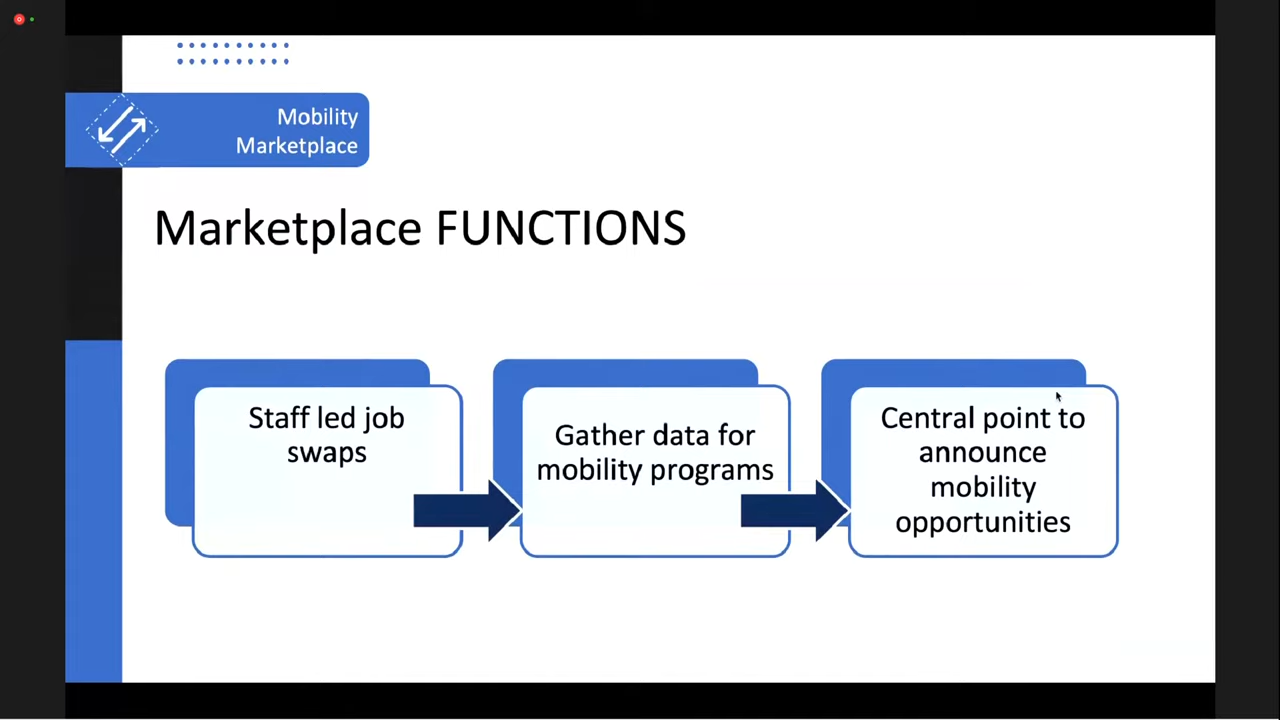 Mobility
Marketplace
Marketplace FUNCTIONS
Staff led job
swaps
Gather data for
mobility programs
Central point to
announce
mobility
opportunities